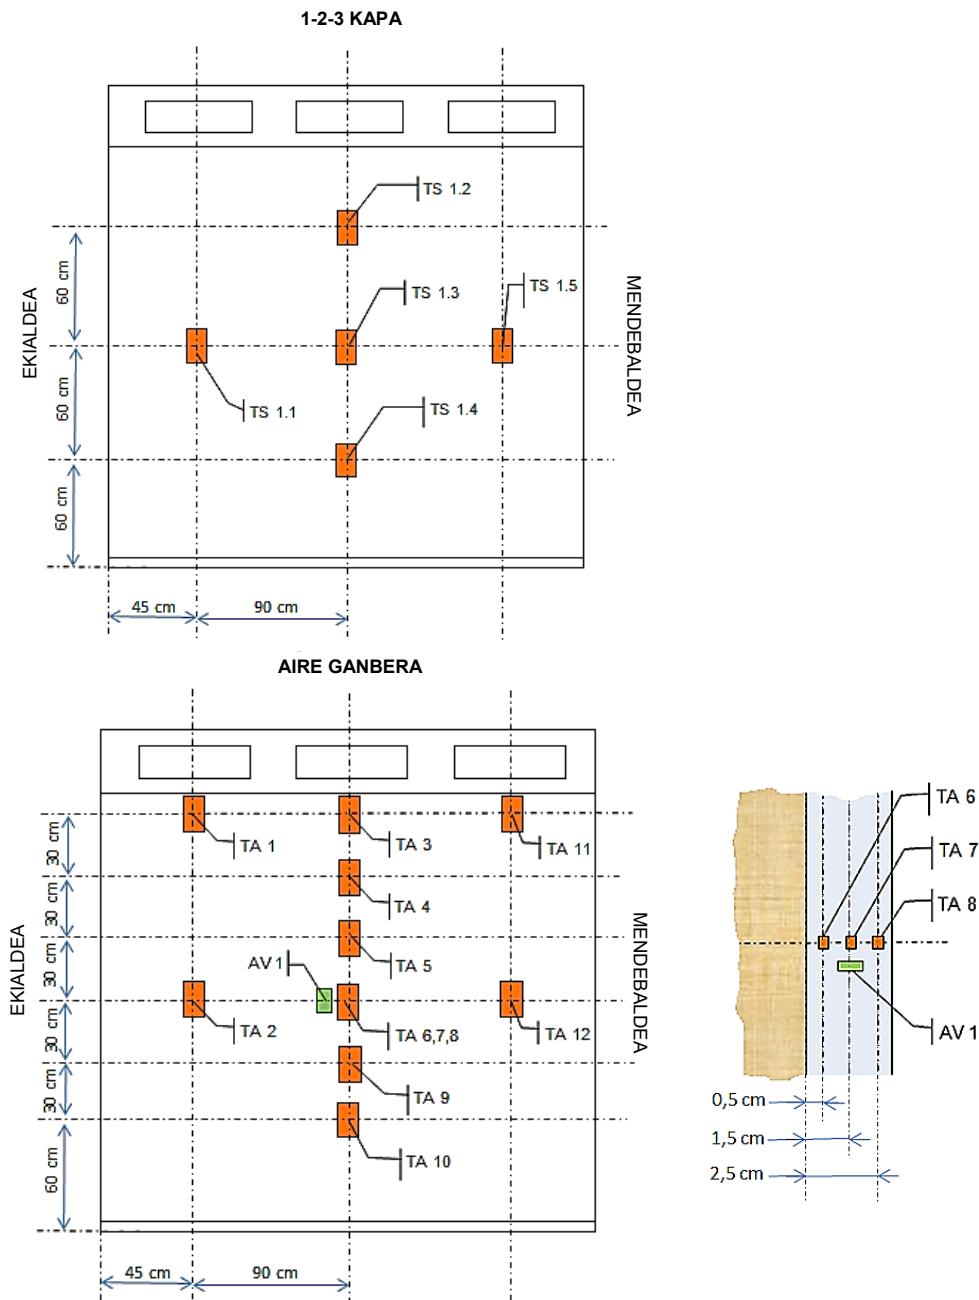 1-2-3 KAPA
TS 1.2
TS 1.3
TS 1.5
TS 1.1
TS 1.4
60 cm
60 cm
60 cm
EKIALDEA
MENDEBALDEA
45 cm
90 cm
AIRE GANBERA
TA 1
TA 3
TA 11
TA 4
TA 5
AV 1
TA 2
TA 6,7,8
TA 12
TA 9
TA 10
30 cm
30 cm
30 cm
30 cm
30 cm
60 cm
EKIALDEA
MENDEBALDEA
45 cm
90 cm
TA 6
TA 7
TA 8
AV 1
0,5 cm
1,5 cm
2,5 cm